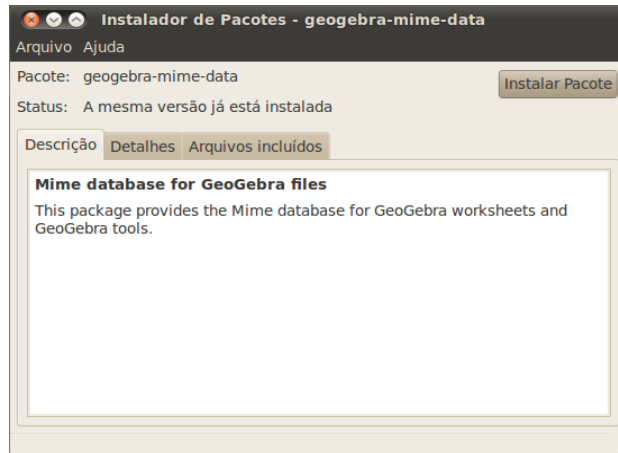 Instalador de Pacotes - geogebra-mime-data
Arquivo Ajuda
Pacote: geogebra-mime-data
Instalar Pacote
Status: A mesma versão já está instalada
Descrição Detalhes Arquivos incluídos
Mime database for GeoGebra files
This package provides the Mime database for GeoGebra worksheets and
GeoGebra tools.